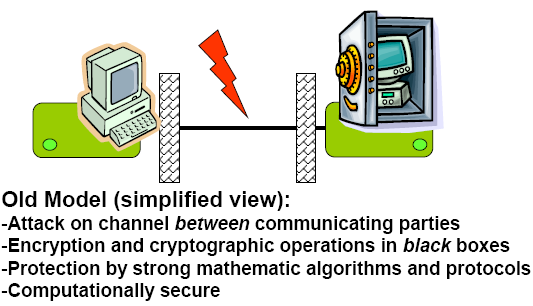 Old Model (simplified view):
-Attack on channel between communicating parties
-Encryption and cryptographic operations in black boxes
-Protection by strong mathematic algorithms and protocols
-Computationally secure